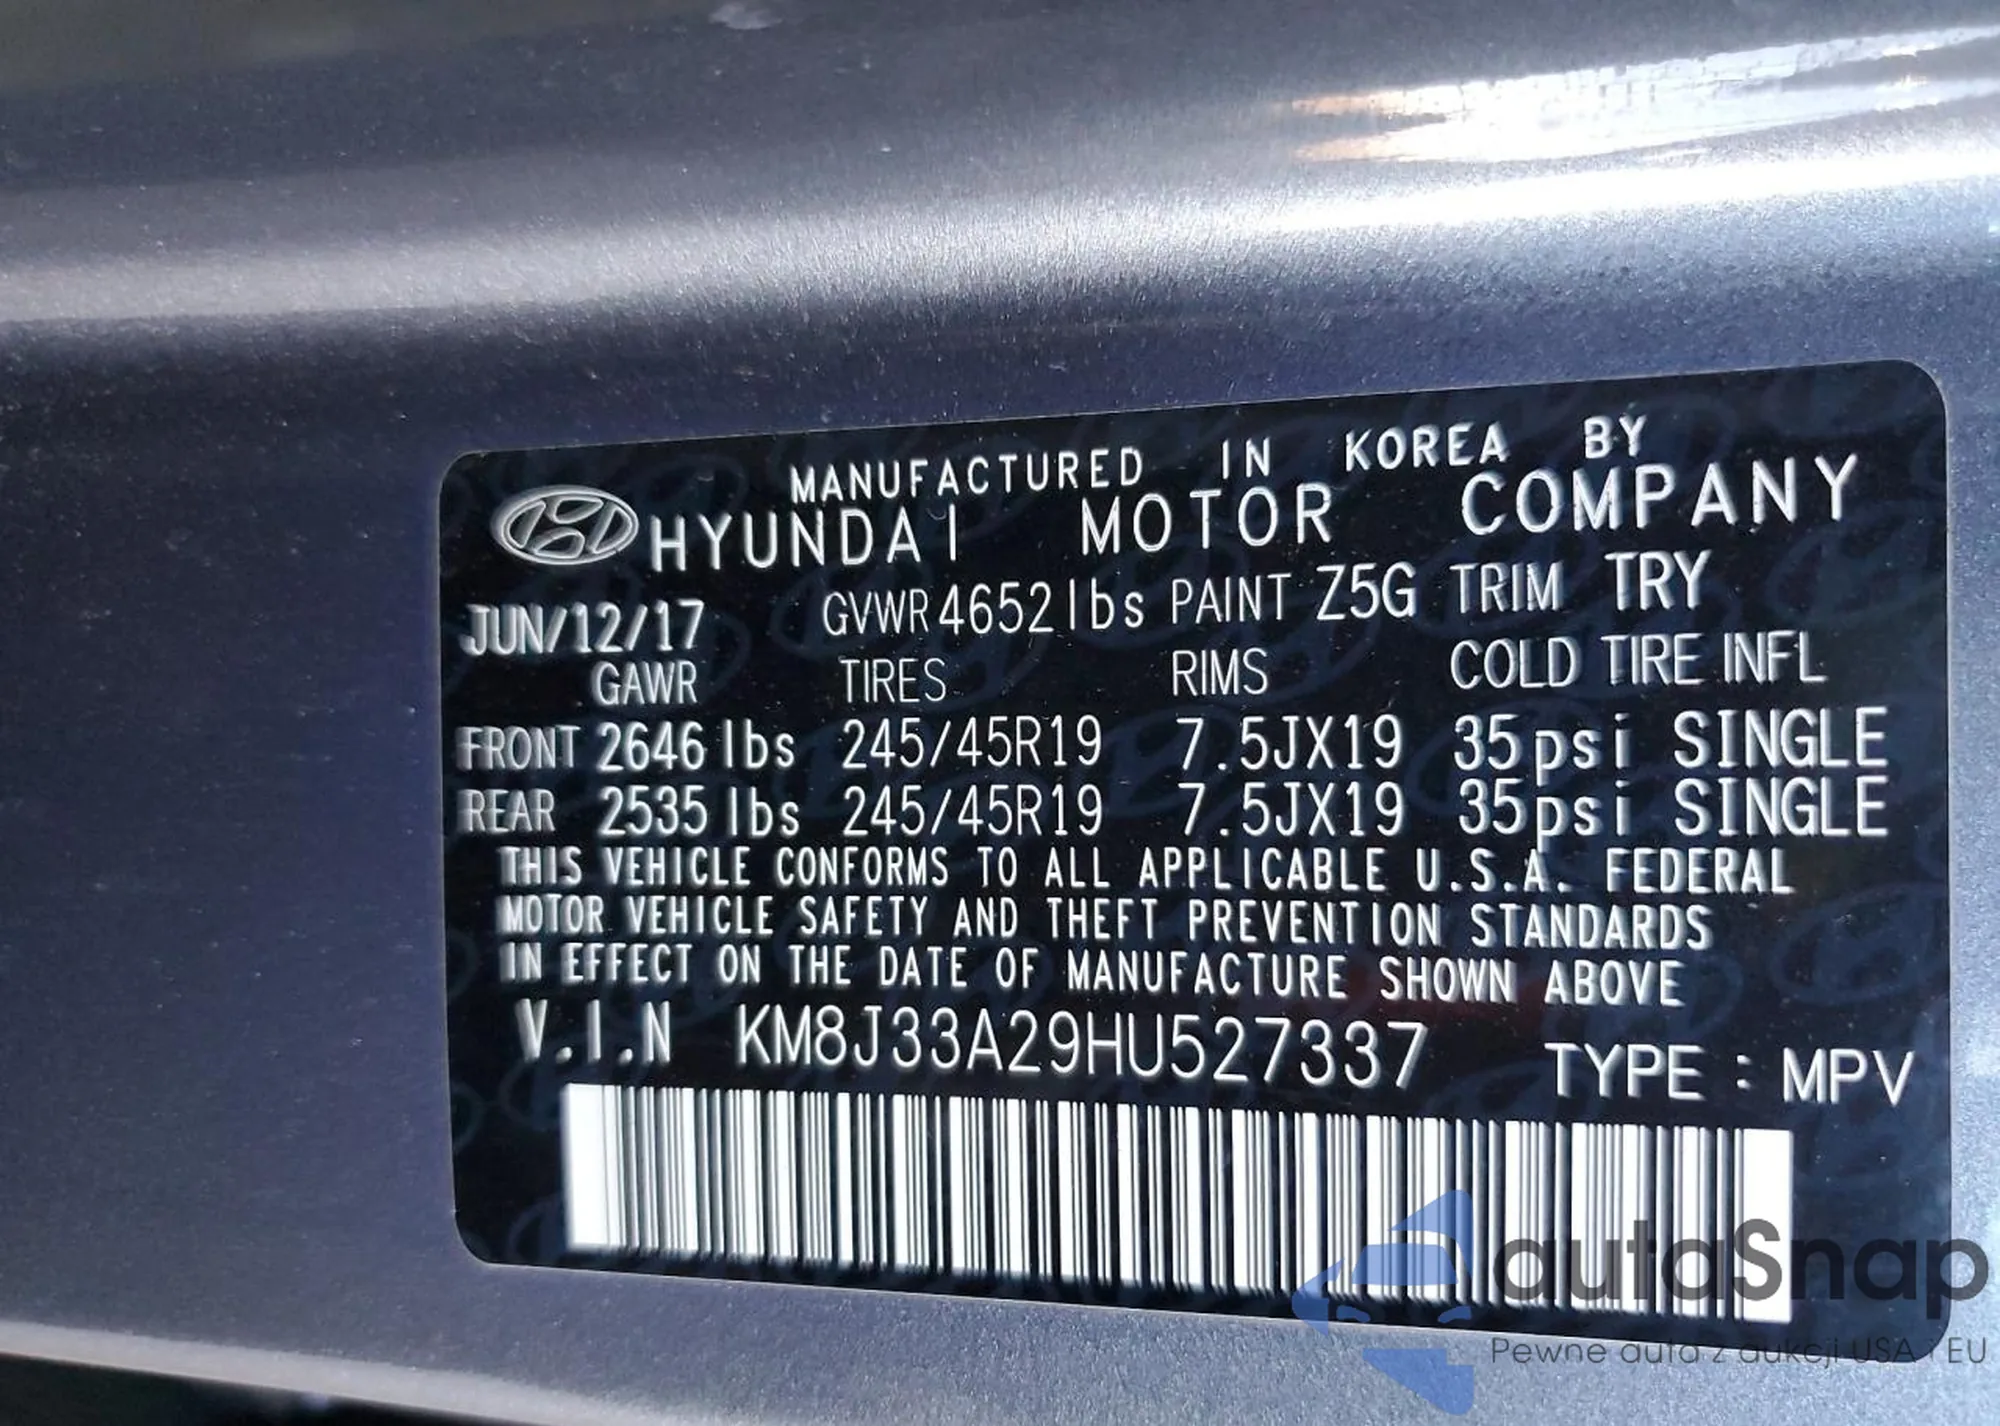 MANUFACTURED IN KOREA BY
HYUNDAI MOTOR COMPANY
JUN/12/17 GVWR 4652 lbs PAINT Z5G TRIM TRY
GAWR TIRES RIMS COLD TIRE INFL
FRONT 2646 lbs 245/45R19 7.5JX19 35psi SINGLE
REAR 2535 lbs 245/45R19 7.5JX19 35psi SINGLE
THIS VEHICLE CONFORMS TO ALL APPLICABLE U.S.A. FEDERAL
MOTOR VEHICLE SAFETY AND THEFT PREVENTION STANDARDS
IN EFFECT ON THE DATE OF MANUFACTURE SHOWN ABOVE
V.I.N KM8J33A29HU527337 TYPE : MPV
autaSnap
Pewne auta z aukcji USA i EU